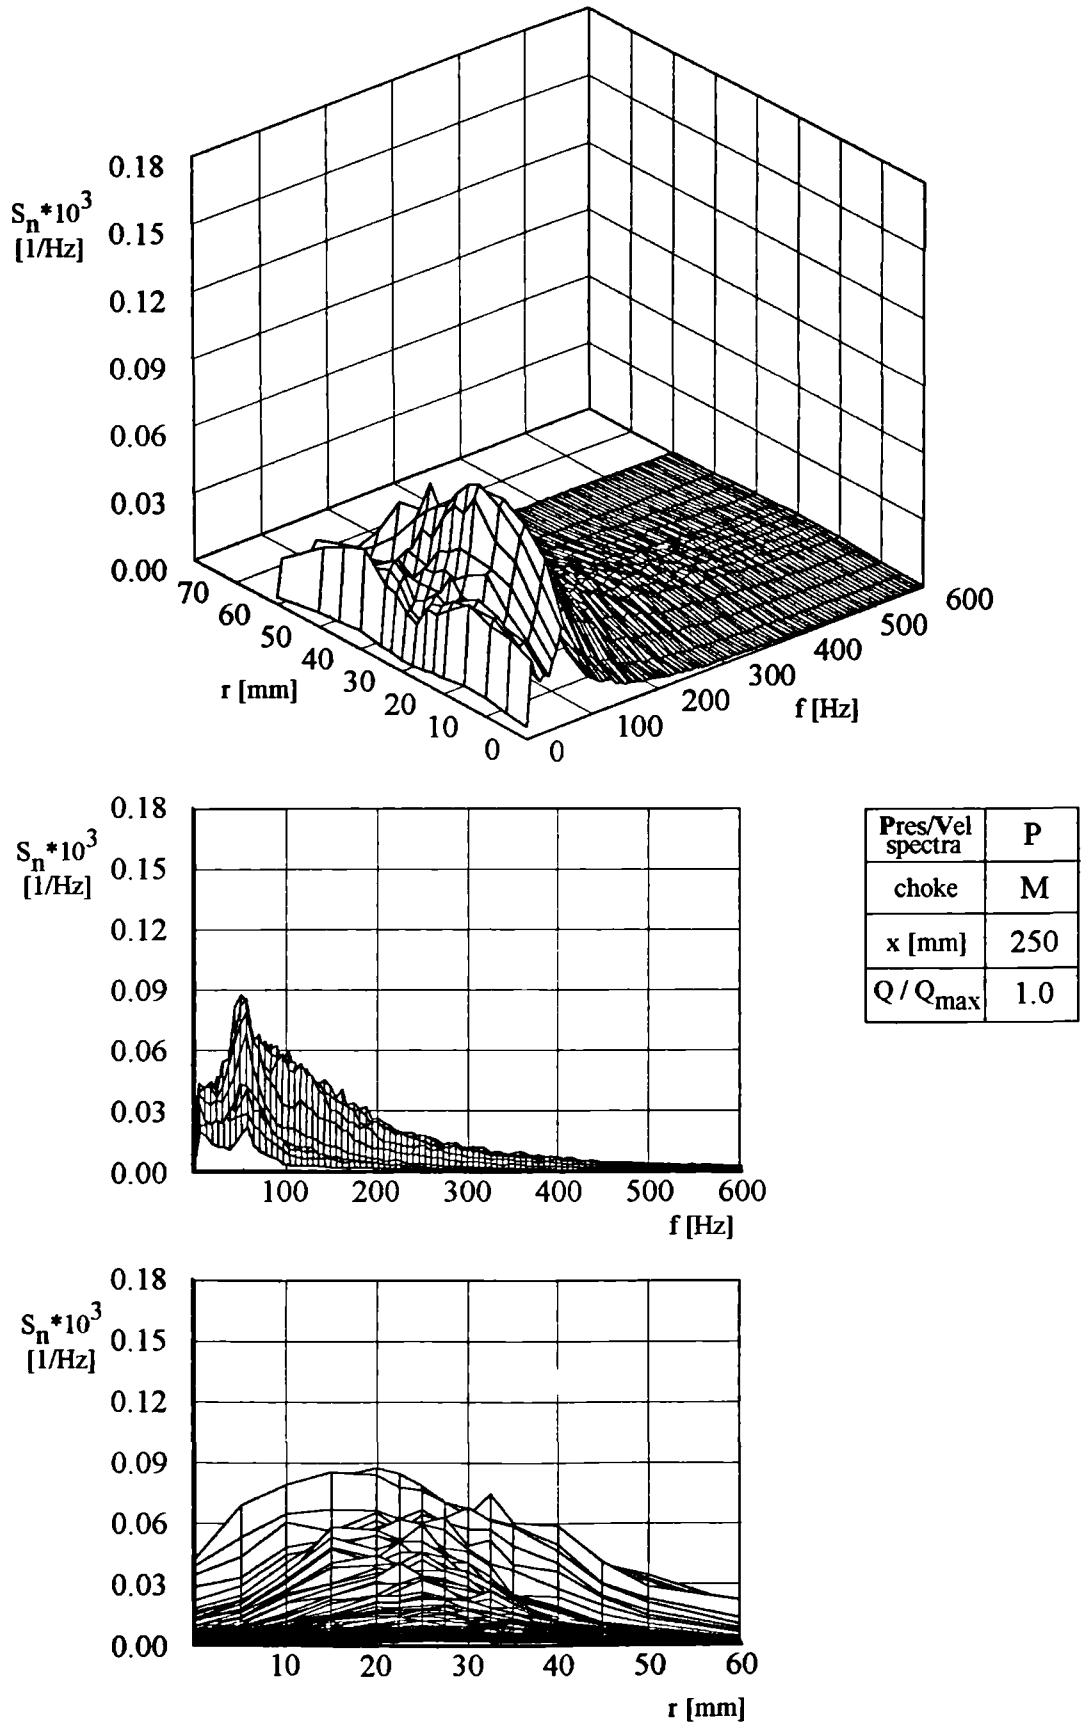 0.18
S_n*10^3
[1/Hz]
0.15
0.12
0.09
0.06
0.03
0.00
70
60
50
40
30
20
10
0
r [mm]
0
100
200
300
400
500
600
f [Hz]
0.18
S_n*10^3
[1/Hz]
0.15
0.12
0.09
0.06
0.03
0.00
100 200 300 400 500 600
f [Hz]
Pres/Vel spectra P
choke M
x [mm] 250
Q / Q_max 1.0
0.18
S_n*10^3
[1/Hz]
0.15
0.12
0.09
0.06
0.03
0.00
10 20 30 40 50 60
r [mm]